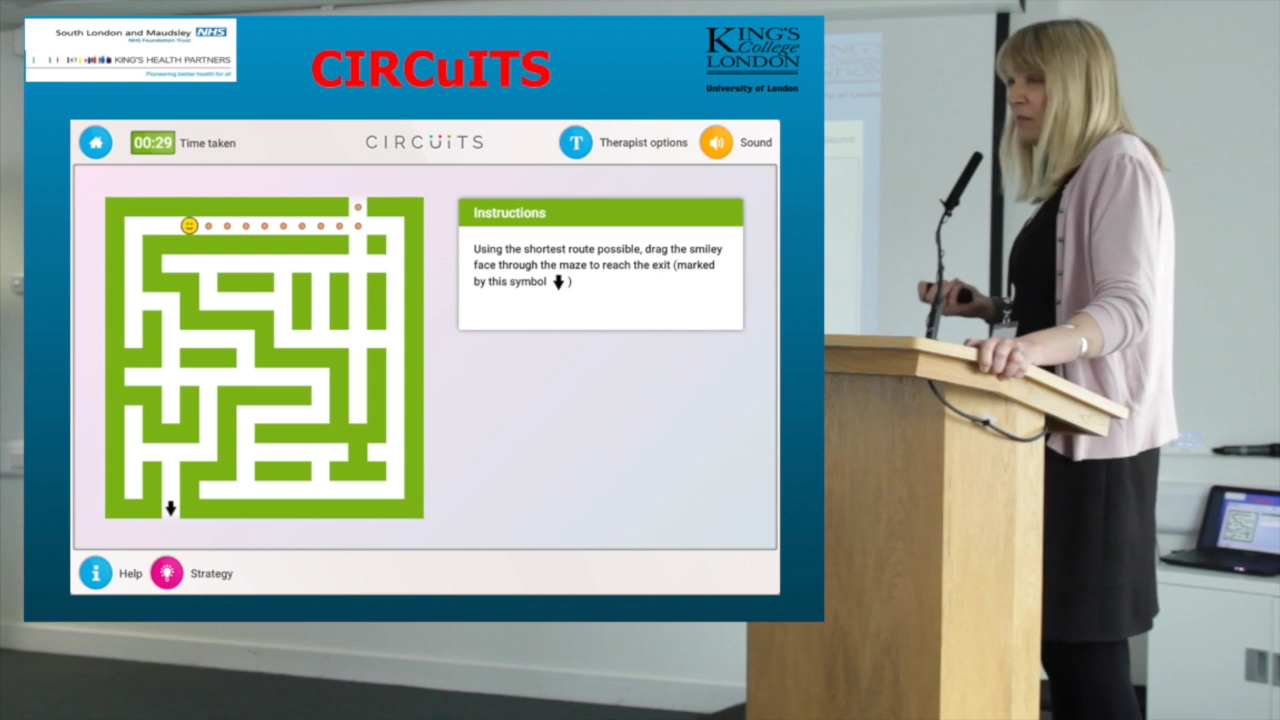 South London and Maudsley NHS
NHS Foundation Trust
KING'S HEALTH PARTNERS
Pioneering better health for all
CIRCuITS
KING'S
College
LONDON
University of London
00:29 Time taken
CIRCUiTS
T Therapist options
Sound
Instructions
Using the shortest route possible, drag the smiley
face through the maze to reach the exit (marked
by this symbol )
i Help
Strategy